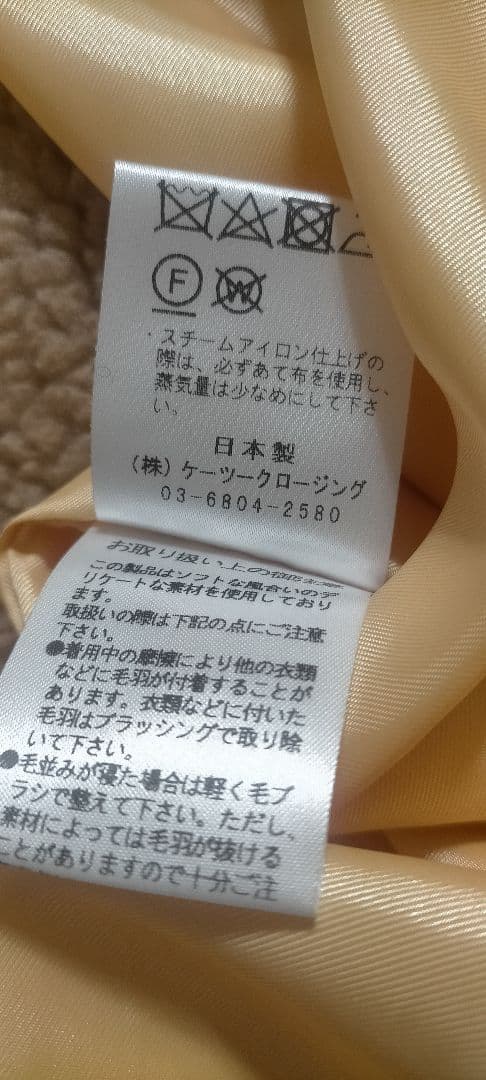 F W
・スチームアイロン仕上げの
際は、必ずあて布を使用し、
蒸気量は少なめにして下さ
い。
日本製
(株) ケーツークロージング
03-6804-2580
お取り扱い上の
この製品はソフトな風合いのデ
リケートな素材を使用しており
ます。
取扱いの際は下記の点にご注意
下さい。
●着用中の摩擦により他の衣類
などに毛羽が付着することが
あります。衣類などに付いた
毛羽はブラッシングで取り除
いて下さい。
●毛並みが寝た場合は軽く毛ブ
ラシで整えて下さい。ただし、
素材によっては毛羽が抜ける
ことがありますので十分ご注